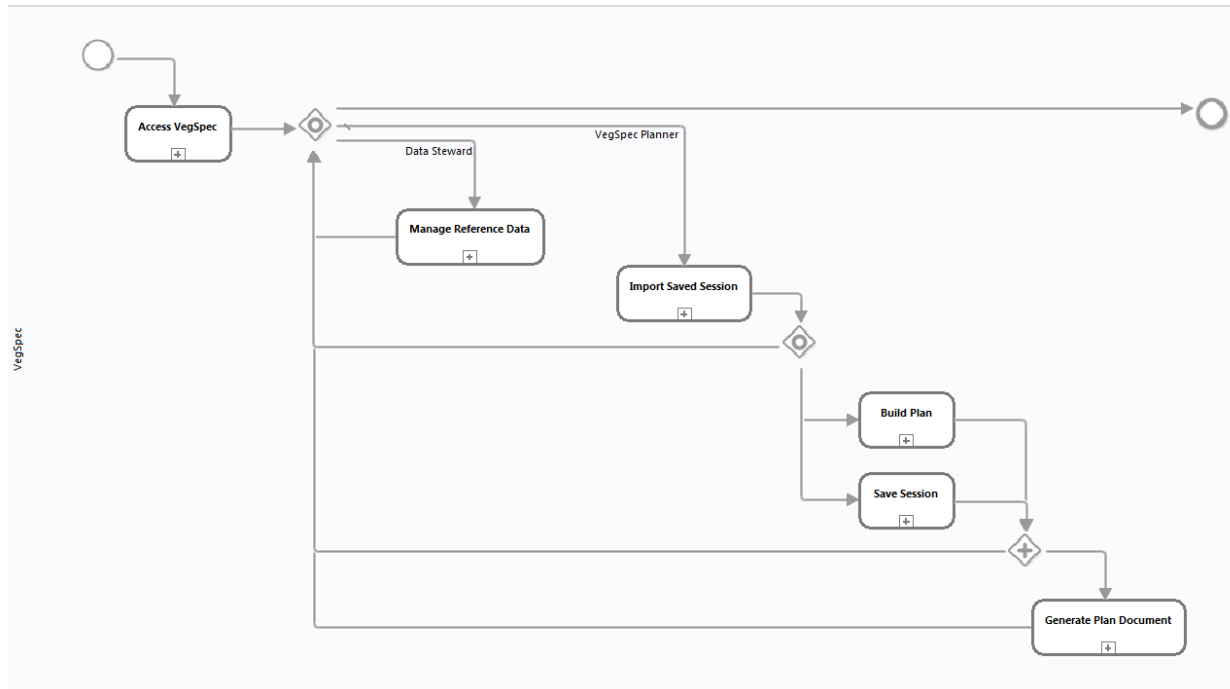 Access VegSpec
VegSpec Planner
Data Steward
Manage Reference Data
Import Saved Session
VegSpec
Build Plan
Save Session
Generate Plan Document